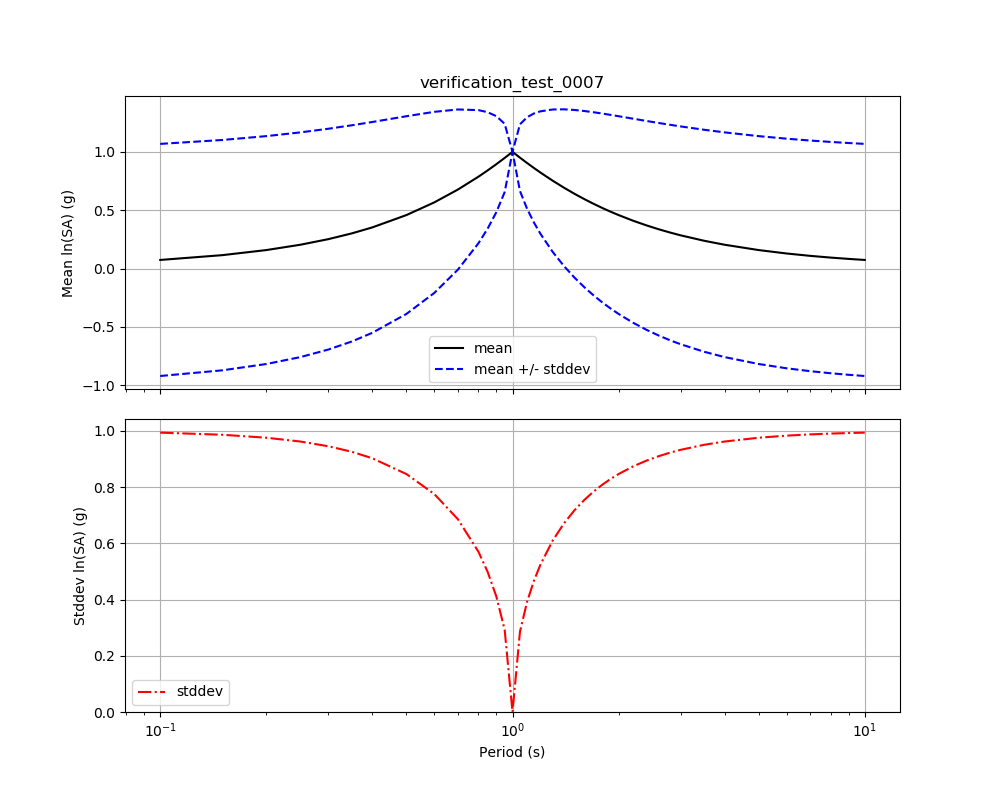 verification_test_0007
Mean ln(SA) (g)
1.0
0.5
0.0
−0.5
−1.0
mean
mean +/- stddev
Stddev ln(SA) (g)
1.0
0.8
0.6
0.4
0.2
0.0
stddev
10⁻¹ 10⁰ 10¹
Period (s)